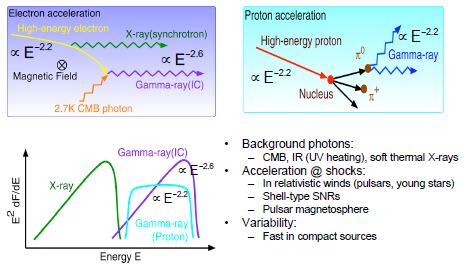 Electron acceleration
High-energy electron
∝ E^-2.2
X-ray(synchrotron)
∝ E^-2.6
Magnetic Field
Gamma-ray(IC)
2.7K CMB photon
Proton acceleration
High-energy proton
∝ E^-2.2
π^0
∝ E^-2.2
Gamma-ray
Nucleus
π^+
Gamma-ray(IC)
∝ E^-2.6
X-ray
∝ E^-2.2
Gamma-ray
(Proton)
E^2 dF/dE
Energy E
• Background photons:
– CMB, IR (UV heating), soft thermal X-rays
• Acceleration @ shocks:
– In relativistic winds (pulsars, young stars)
– Shell-type SNRs
– Pulsar magnetosphere
• Variability:
– Fast in compact sources